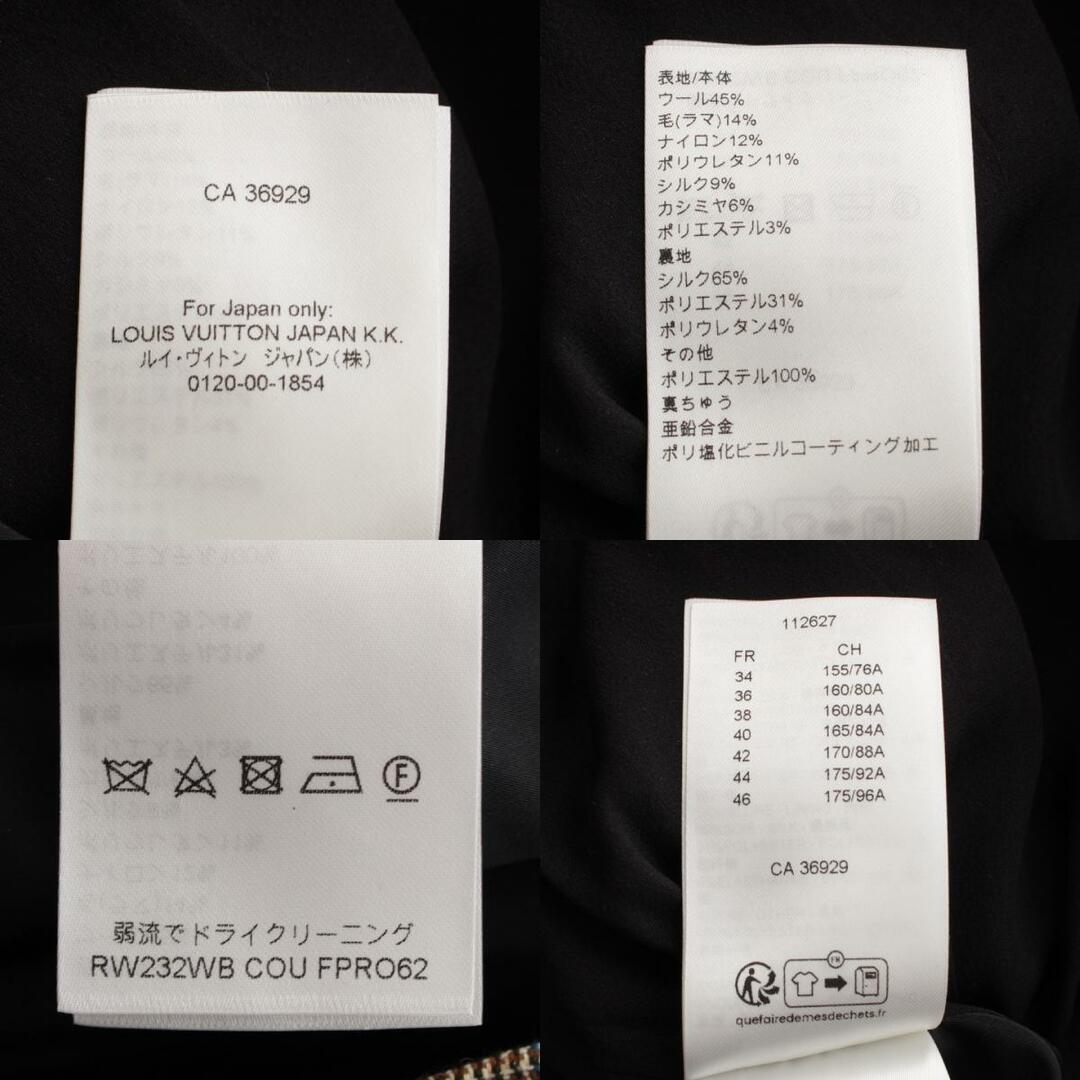 CA 36929
For Japan only:
LOUIS VUITTON JAPAN K.K.
ルイ・ヴィトン ジャパン(株)
0120-00-1854
表地/本体
ウール45%
毛(ラマ)14%
ナイロン12%
ポリウレタン11%
シルク9%
カシミヤ6%
ポリエステル3%
裏地
シルク65%
ポリエステル31%
ポリウレタン4%
その他
ポリエステル100%
真ちゅう
亜鉛合金
ポリ塩化ビニルコーティング加工
F
弱流でドライクリーニング
RW232WB COU FPRO62
112627
FR CH
34 155/76A
36 160/80A
38 160/84A
40 165/84A
42 170/88A
44 175/92A
46 175/96A
CA 36929
FR
quefairedemesdechets.fr